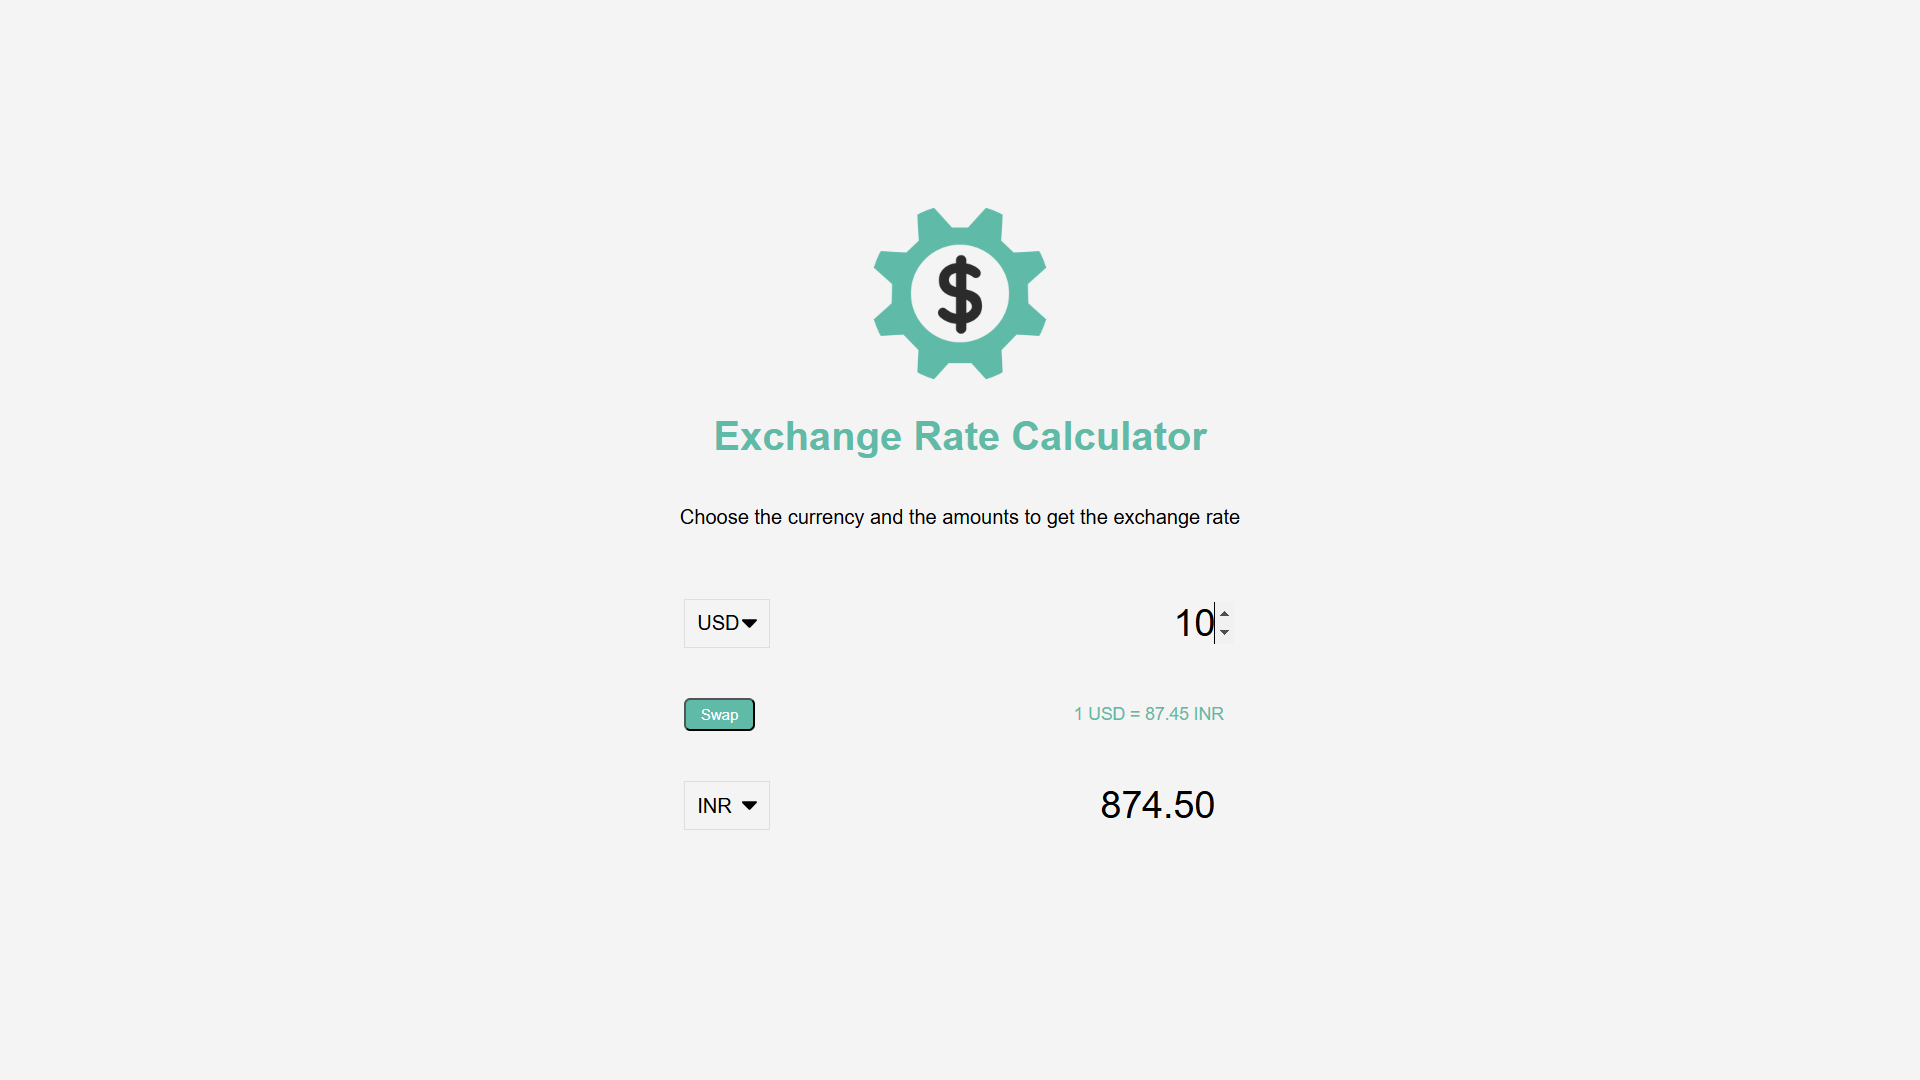 $
Exchange Rate Calculator
Choose the currency and the amounts to get the exchange rate
USD 10
Swap 1 USD = 87.45 INR
INR 874.50